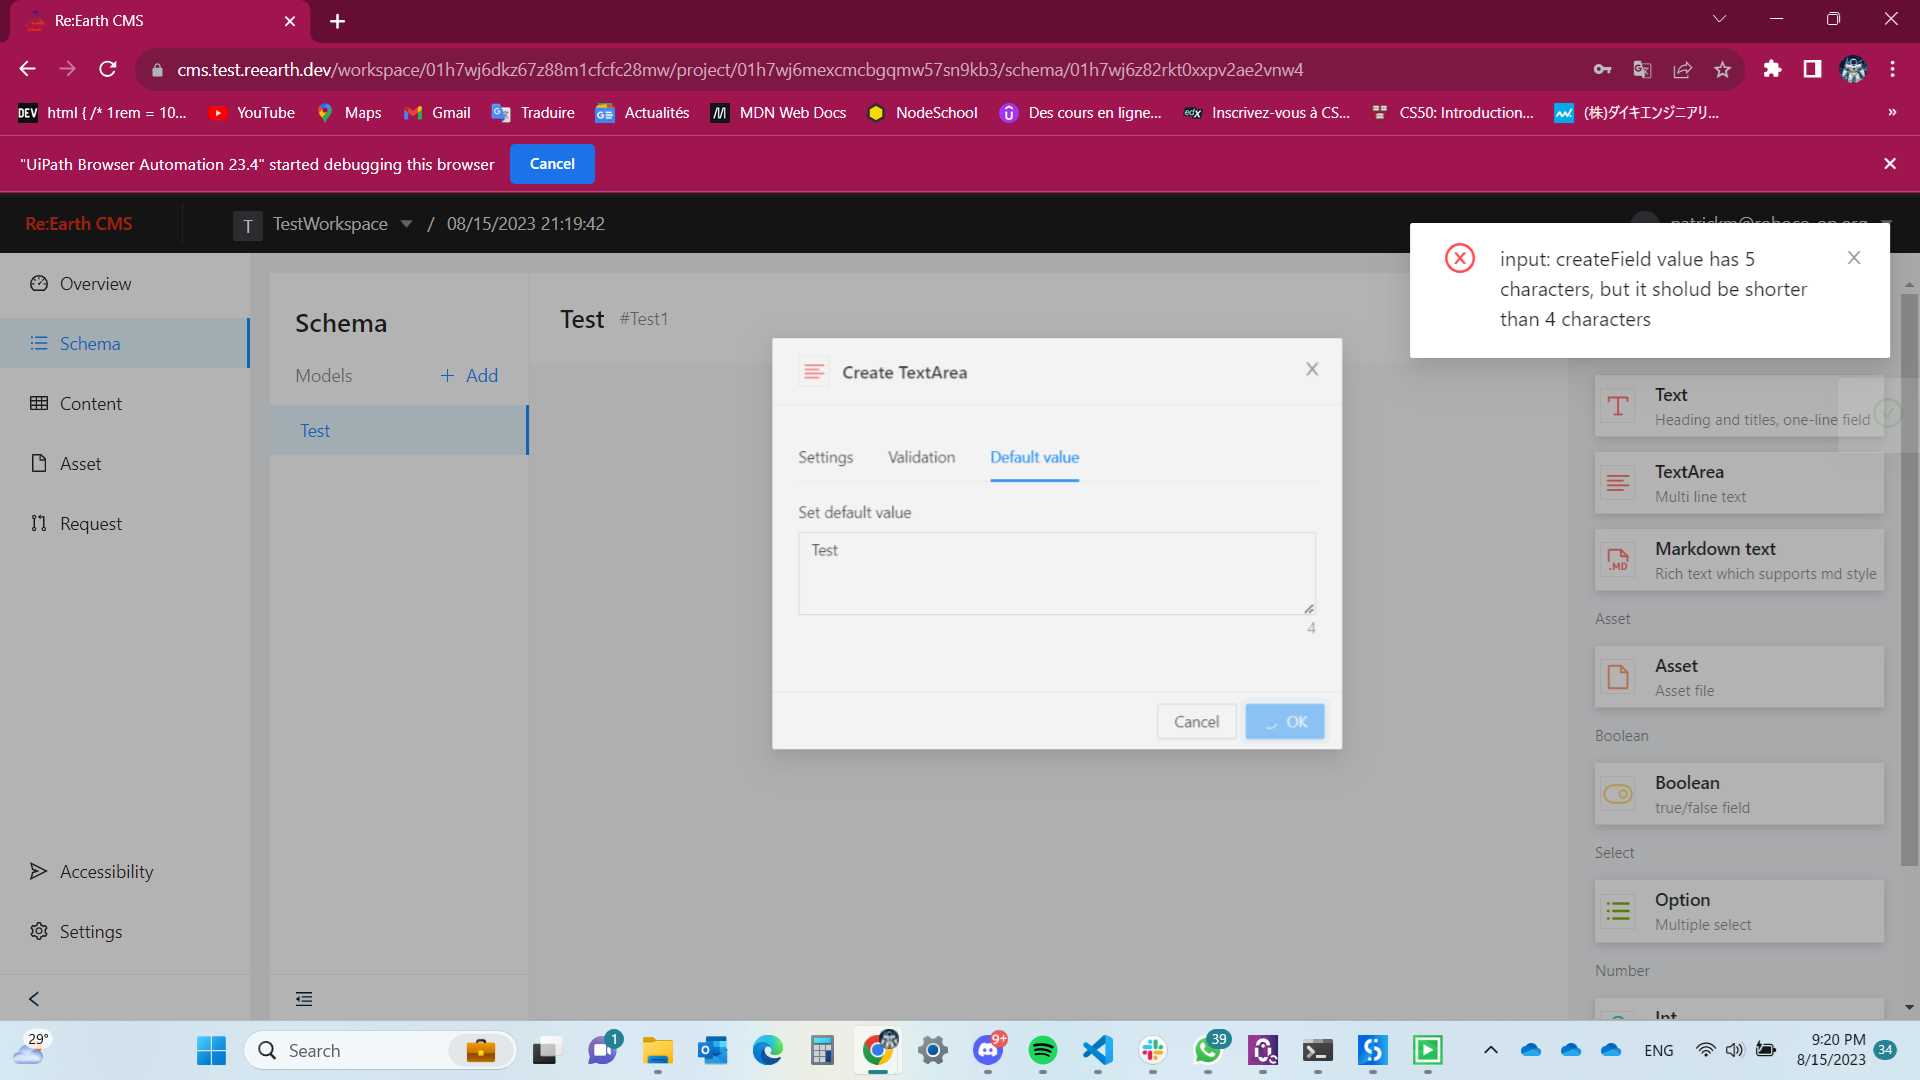 Re:Earth CMS
cms.test.reearth.dev/workspace/01h7wj6dkz67z88m1cfcfc28mw/project/01h7wj6mexcmcbgqmw57sn9kb3/schema/01h7wj6z82rkt0xxpv2ae2vnw4
DEV html { /* 1rem = 10... YouTube Maps Gmail Traduire Actualités MDN Web Docs NodeSchool Des cours en ligne... edX Inscrivez-vous à CS... CS50: Introduction... (株)ダイキエンジニアリ... »
"UiPath Browser Automation 23.4" started debugging this browser Cancel
Re:Earth CMS T TestWorkspace / 08/15/2023 21:19:42
input: createField value has 5
characters, but it sholud be shorter
than 4 characters
Overview
Schema
Content
Asset
Request
Accessibility
Settings
Schema
Models + Add
Test
Test #Test1
Create TextArea
Settings Validation Default value
Set default value
Test
4
Cancel OK
Text
Heading and titles, one-line field
TextArea
Multi line text
Markdown text
Rich text which supports md style
.MD
Asset
Asset
Asset file
Boolean
Boolean
true/false field
Select
Option
Multiple select
Number
Int
29°
Search
1
9+
39
ENG
9:20 PM
8/15/2023
34